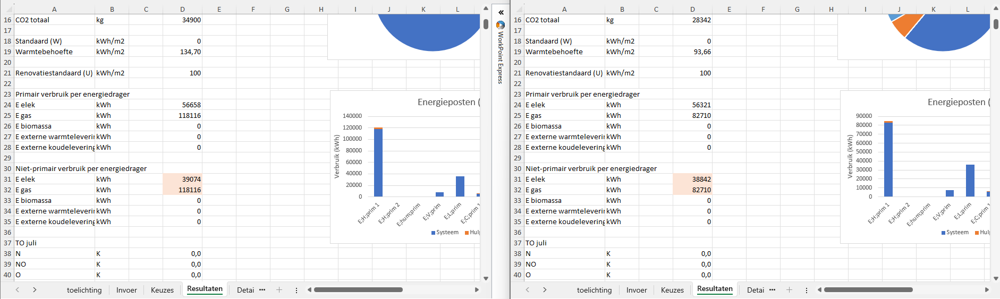 A B C D E F G H I J K L
16 CO2 totaal kg 34900
17
18 Standaard (W) kWh/m2 0
19 Warmtebehoefte kWh/m2 134,70
20
21 Renovatiestandaard (U) kWh/m2 100
22
23 Primair verbruik per energiedrager
24 E elek kWh 56658
25 E gas kWh 118116
26 E biomassa kWh 0
27 E externe warmteleverin kWh 0
28 E externe koudelevering kWh 0
29
30 Niet-primair verbruik per energiedrager
31 E elek kWh 39074
32 E gas kWh 118116
33 E biomassa kWh 0
34 E externe warmteleverin kWh 0
35 E externe koudelevering kWh 0
36
37 TO juli
38 N K 0,0
39 NO K 0,0
40 O K 0,0
Energieposten (
Verbruik (kWh)
140000
120000
100000
80000
60000
40000
20000
0
E;H;prim 1
E;H;prim 2
E;hum;prim
E;V;prim
E;L;prim
E;C;prim 1
Systeem Hulp
toelichting Invoer Keuzes Resultaten Detai ···
WorkPoint Express
A B C D E F G H I J K L
16 CO2 totaal kg 28342
17
18 Standaard (W) kWh/m2 0
19 Warmtebehoefte kWh/m2 93,66
20
21 Renovatiestandaard (U) kWh/m2 100
22
23 Primair verbruik per energiedrager
24 E elek kWh 56321
25 E gas kWh 82710
26 E biomassa kWh 0
27 E externe warmteleverin kWh 0
28 E externe koudelevering kWh 0
29
30 Niet-primair verbruik per energiedrager
31 E elek kWh 38842
32 E gas kWh 82710
33 E biomassa kWh 0
34 E externe warmteleverin kWh 0
35 E externe koudelevering kWh 0
36
37 TO juli
38 N K 0,0
39 NO K 0,0
40 O K 0,0
Energieposten (
Verbruik (kWh)
90000
80000
70000
60000
50000
40000
30000
20000
10000
0
E;H;prim 1
E;H;prim 2
E;hum;prim
E;V;prim
E;L;prim
E;C;prim 1
Systeem Hulp
toelichting Invoer Keuzes Resultaten Detai ···